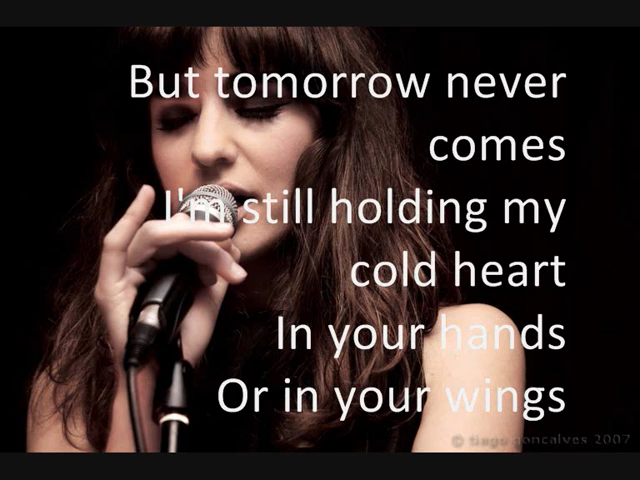 But tomorrow never
comes
I'm still holding my
cold heart
In your hands
Or in your wings
© tiago goncalves 2007